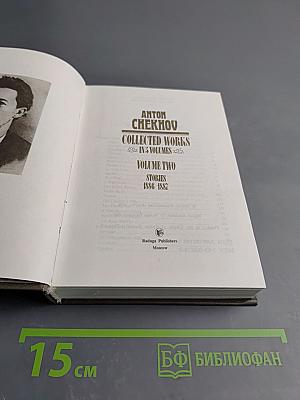 ANTON
CHEKHOV
COLLECTED WORKS
IN 5 VOLUMES
VOLUME TWO
STORIES
1886–1887
Raduga Publishers
Moscow
15 см
БФ БИБЛИОФАН